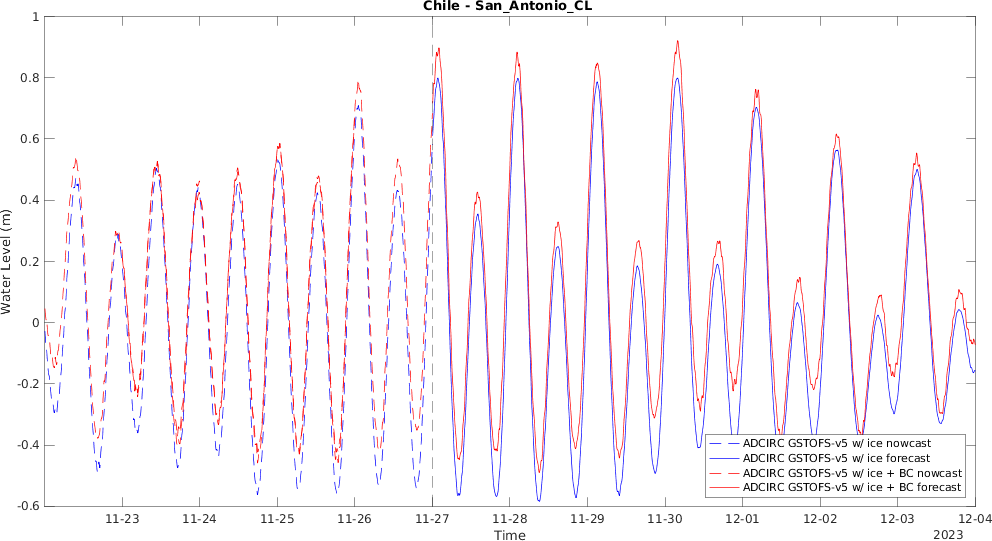 Chile - San_Antonio_CL
Water Level (m)
1
0.8
0.6
0.4
0.2
0
-0.2
-0.4
-0.6
ADCIRC GSTOFS-v5 w/ ice nowcast
ADCIRC GSTOFS-v5 w/ ice forecast
ADCIRC GSTOFS-v5 w/ ice + BC nowcast
ADCIRC GSTOFS-v5 w/ ice + BC forecast
11-23 11-24 11-25 11-26 11-27 11-28 11-29 11-30 12-01 12-02 12-03 12-04
Time
2023